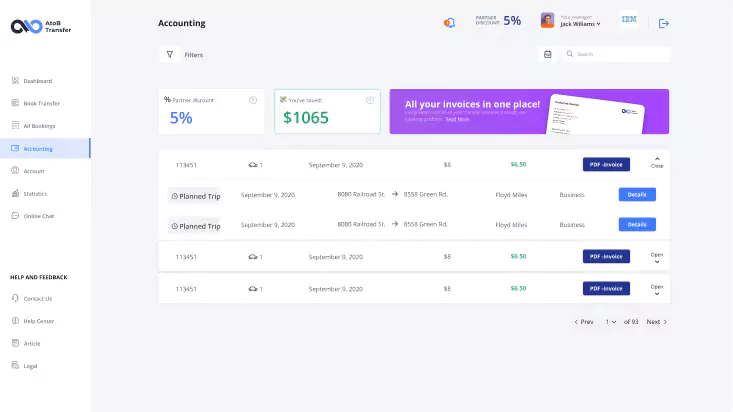 AtoB
Transfer
Accounting
PARTNER
DISCOUNT
5%
Your manager
Jack Wiliams
IBM
Filters
Search
Dashboard
Book Transfer
All Bookings
Accounting
Account
Statistics
Online Chat
HELP AND FEEDBACK
Contact Us
Help Center
Article
Legal
% Partner discount
5%
You've saved!
$1065
All your invoices in one place!
Read More
113451 1 September 9, 2020 $8 $6.50 PDF -Invoice Close
Planned Trip September 9, 2020 8080 Railroad St. → 8558 Green Rd. Floyd Miles Business Details
Planned Trip September 9, 2020 8080 Railroad St. → 8558 Green Rd. Floyd Miles Business Details
113451 1 September 9, 2020 $8 $6.50 PDF -Invoice Open
113451 1 September 9, 2020 $8 $6.50 PDF -Invoice Open
< Prev 1 of 93 Next >